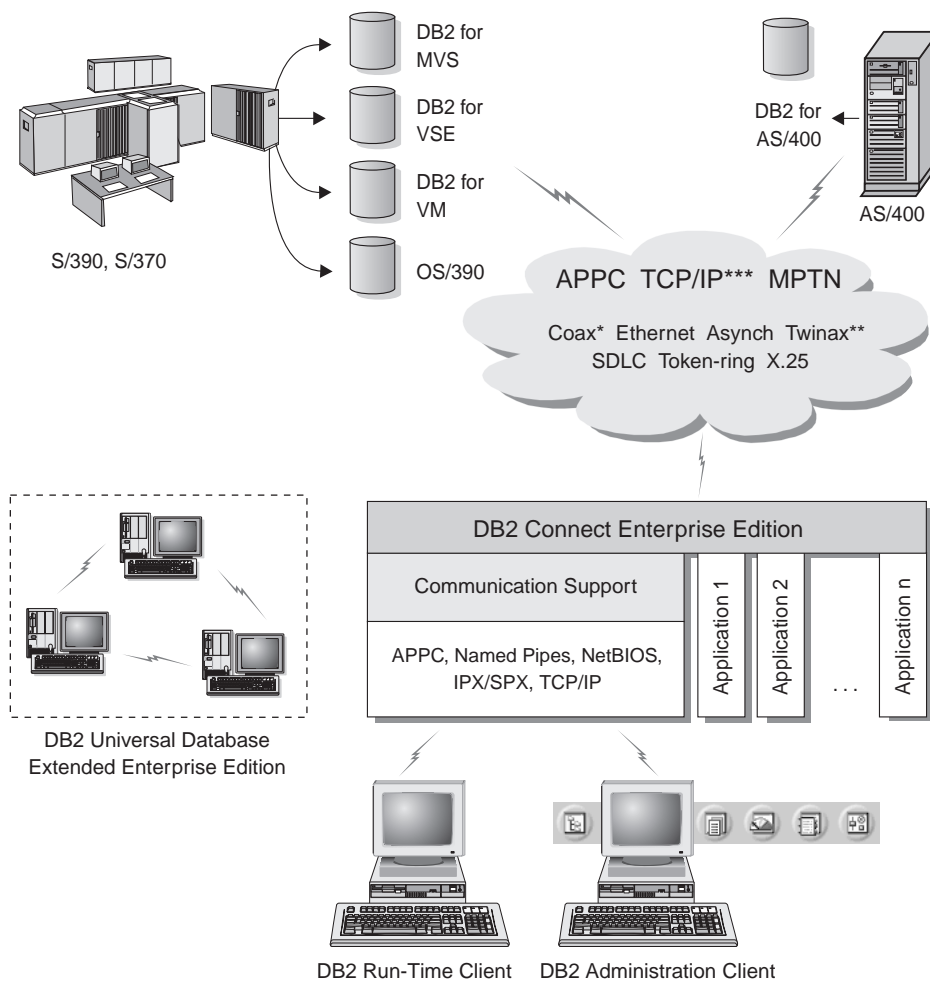 DB2 for
MVS
DB2 for
VSE
DB2 for
VM
OS/390
S/390, S/370
DB2 for
AS/400
AS/400
APPC TCP/IP*** MPTN
Coax* Ethernet Asynch Twinax**
SDLC Token-ring X.25
DB2 Connect Enterprise Edition
Communication Support
APPC, Named Pipes, NetBIOS,
IPX/SPX, TCP/IP
Application 1
Application 2
. . .
Application n
DB2 Universal Database
Extended Enterprise Edition
DB2 Run-Time Client
DB2 Administration Client